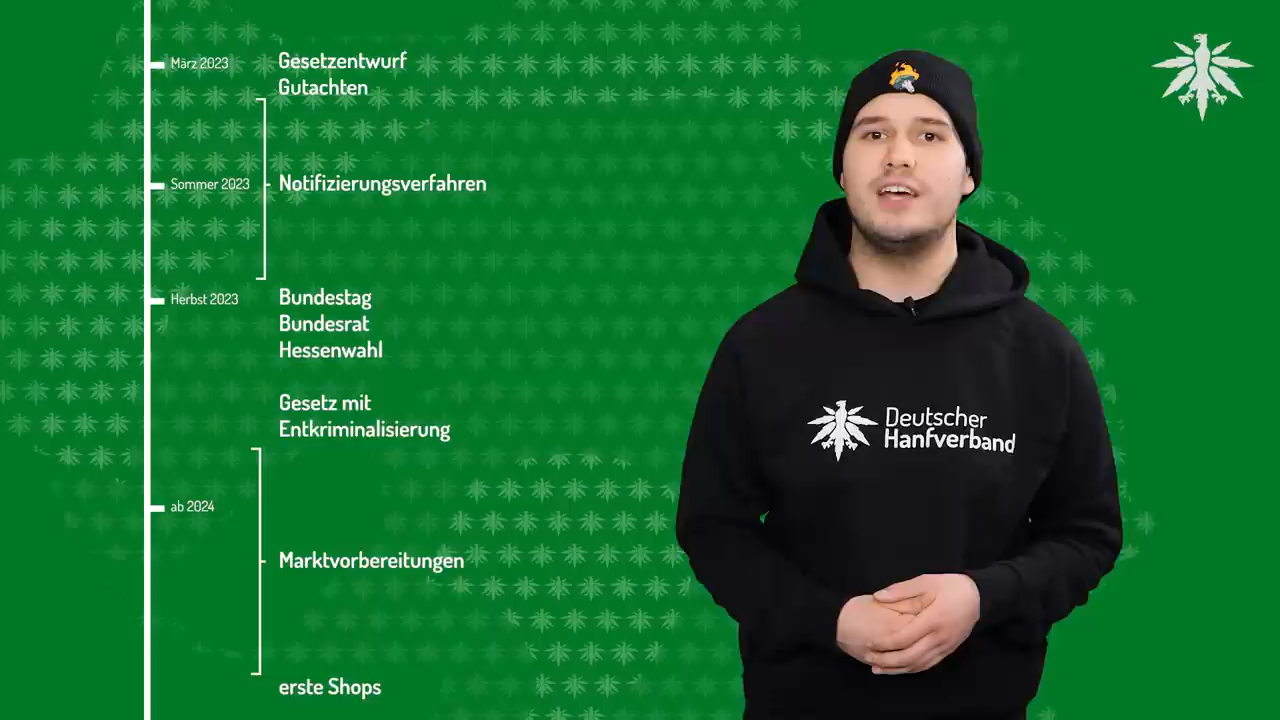 März 2023
Gesetzentwurf
Gutachten
Sommer 2023
Notifizierungsverfahren
Herbst 2023
Bundestag
Bundesrat
Hessenwahl
Gesetz mit
Entkriminalisierung
ab 2024
Marktvorbereitungen
erste Shops
Deutscher
Hanfverband